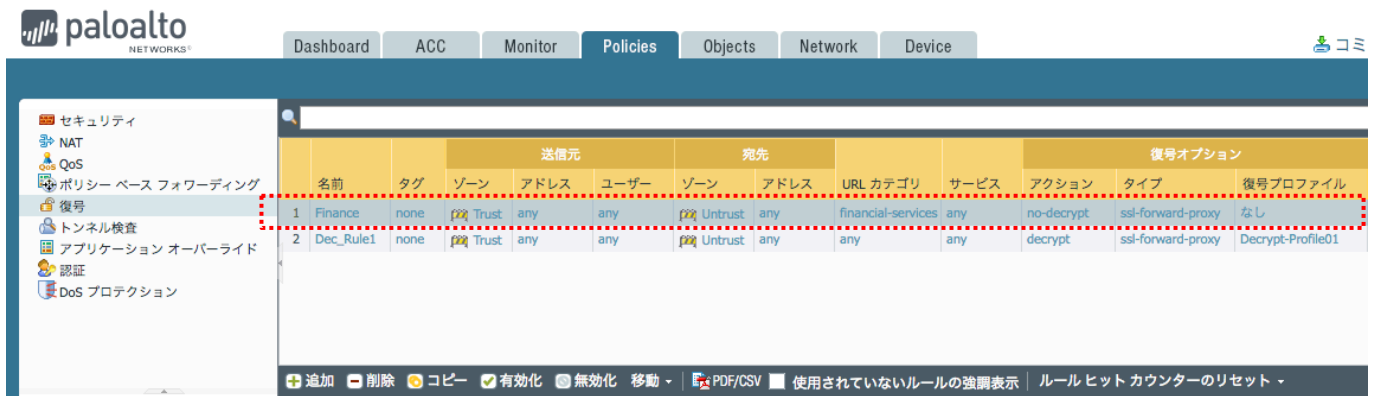 paloalto
NETWORKS®
Dashboard ACC Monitor Policies Objects Network Device コミ
セキュリティ
NAT
QoS
ポリシー ベース フォワーディング
復号
トンネル検査
アプリケーション オーバーライド
認証
DoS プロテクション
送信元 宛先 復号オプション
名前 タグ ゾーン アドレス ユーザー ゾーン アドレス URL カテゴリ サービス アクション タイプ 復号プロファイル
1 Finance none Trust any any Untrust any financial-services any no-decrypt ssl-forward-proxy なし
2 Dec_Rule1 none Trust any any Untrust any any any decrypt ssl-forward-proxy Decrypt-Profile01
追加 削除 コピー 有効化 無効化 移動 PDF/CSV 使用されていないルールの強調表示 ルール ヒット カウンターのリセット